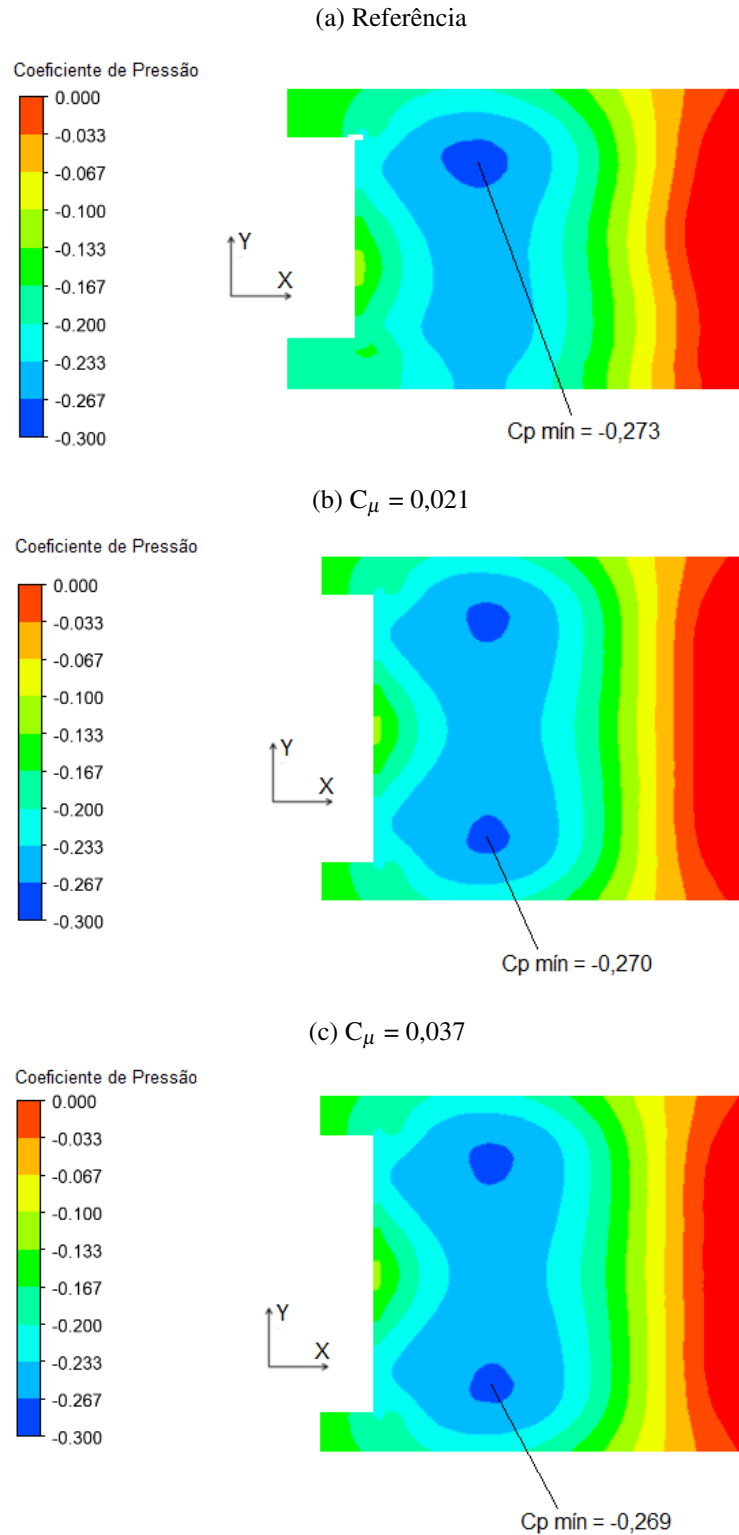 (a) Referência
Coeficiente de Pressão
0.000
-0.033
-0.067
-0.100
-0.133
-0.167
-0.200
-0.233
-0.267
-0.300
Y
X
Cp mín = -0,273
(b) Cμ = 0,021
Coeficiente de Pressão
0.000
-0.033
-0.067
-0.100
-0.133
-0.167
-0.200
-0.233
-0.267
-0.300
Y
X
Cp mín = -0,270
(c) Cμ = 0,037
Coeficiente de Pressão
0.000
-0.033
-0.067
-0.100
-0.133
-0.167
-0.200
-0.233
-0.267
-0.300
Y
X
Cp mín = -0,269